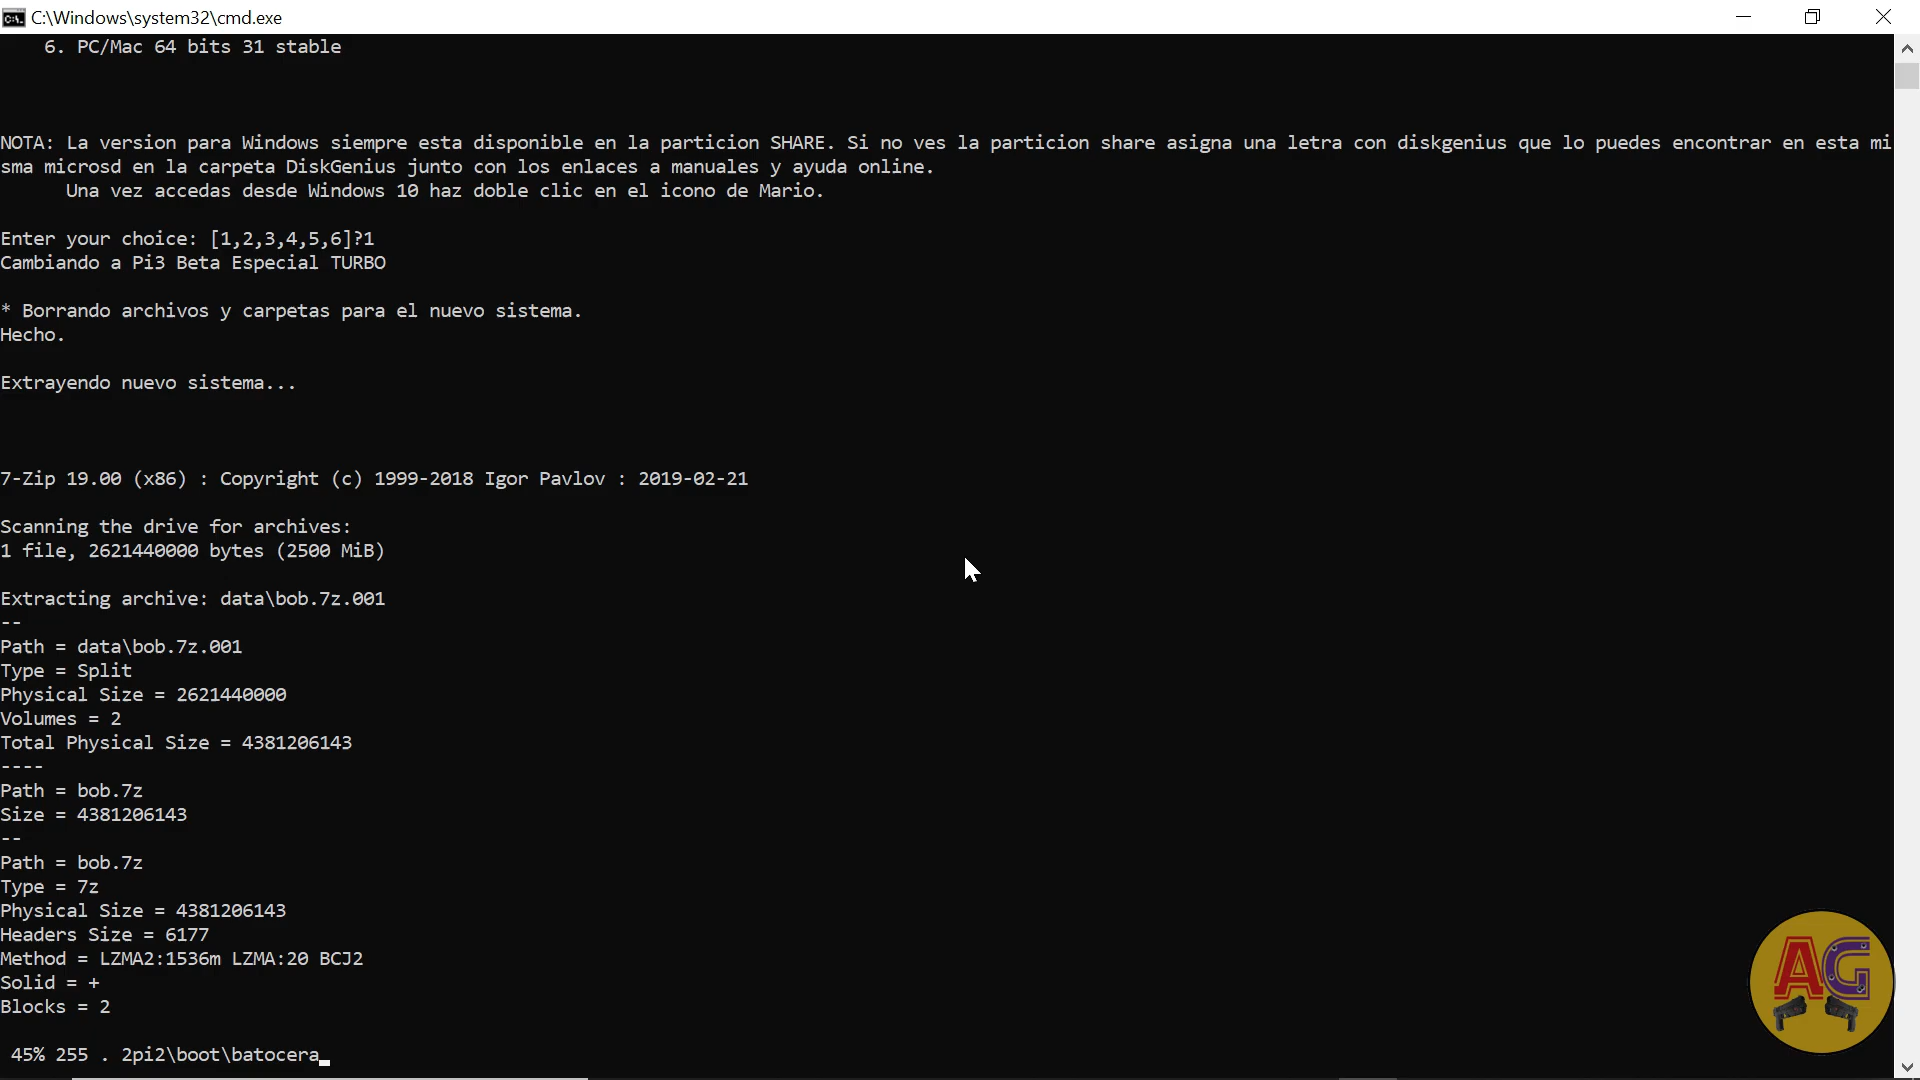 C:\Windows\system32\cmd.exe
6. PC/Mac 64 bits 31 stable
NOTA: La version para Windows siempre esta disponible en la particion SHARE. Si no ves la particion share asigna una letra con diskgenius que lo puedes encontrar en esta mi
sma microsd en la carpeta DiskGenius junto con los enlaces a manuales y ayuda online.
Una vez accedas desde Windows 10 haz doble clic en el icono de Mario.
Enter your choice: [1,2,3,4,5,6]?1
Cambiando a Pi3 Beta Especial TURBO
* Borrando archivos y carpetas para el nuevo sistema.
Hecho.
Extrayendo nuevo sistema...
7-Zip 19.00 (x86) : Copyright (c) 1999-2018 Igor Pavlov : 2019-02-21
Scanning the drive for archives:
1 file, 2621440000 bytes (2500 MiB)
Extracting archive: data\bob.7z.001
--
Path = data\bob.7z.001
Type = Split
Physical Size = 2621440000
Volumes = 2
Total Physical Size = 4381206143
----
Path = bob.7z
Size = 4381206143
--
Path = bob.7z
Type = 7z
Physical Size = 4381206143
Headers Size = 6177
Method = LZMA2:1536m LZMA:20 BCJ2
Solid = +
Blocks = 2
45% 255 . 2pi2\boot\batocera_
AG